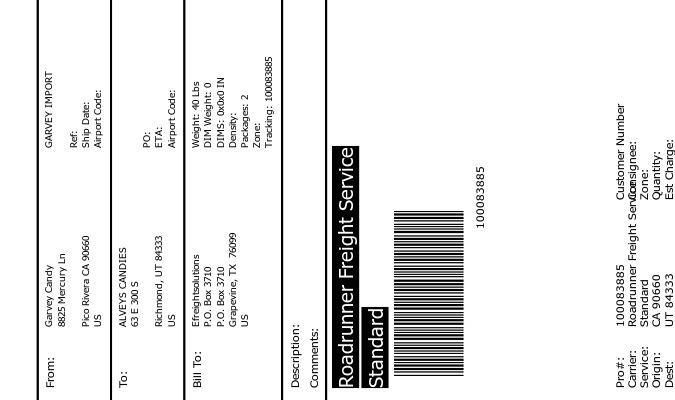 From: Garvey Candy GARVEY IMPORT
8825 Mercury Ln
Ref:
Pico Rivera CA 90660 Ship Date:
US Airport Code:
To: ALVEYS CANDIES
63 E 300 S
PO:
Richmond, UT 84333 ETA:
US Airport Code:
Bill To: Efreightsolutions Weight: 40 Lbs
P.O. Box 3710 DIM Weight: 0
P.O. Box 3710 DIMS: 0x0x0 IN
Grapevine, TX 76099 Density:
US Packages: 2
Zone:
Tracking: 100083885
Description:
Comments:
Roadrunner Freight Service
Standard
100083885
Pro#: 100083885 Customer Number
Carrier: Roadrunner Freight Service Consignee:
Service: Standard Zone:
Origin: CA 90660 Quantity:
Dest: UT 84333 Est Charge: